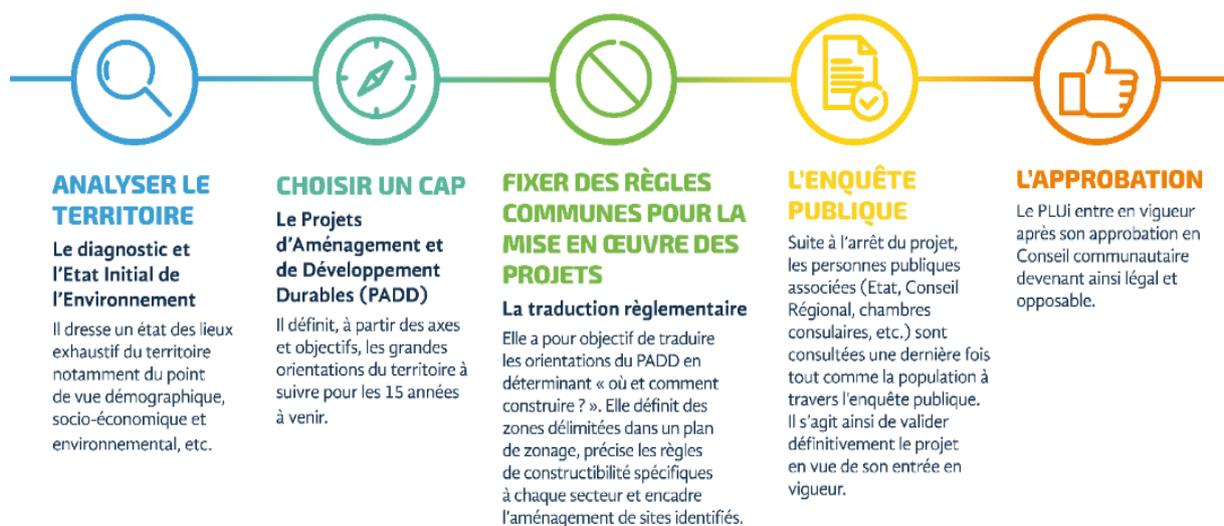 ANALYSER LE
TERRITOIRE
Le diagnostic et
l'Etat Initial de
l'Environnement
Il dresse un état des lieux
exhaustif du territoire
notamment du point
de vue démographique,
socio-économique et
environnemental, etc.
CHOISIR UN CAP
Le Projets
d'Aménagement et
de Développement
Durables (PADD)
Il définit, à partir des axes
et objectifs, les grandes
orientations du territoire à
suivre pour les 15 années
à venir.
FIXER DES RÈGLES
COMMUNES POUR LA
MISE EN ŒUVRE DES
PROJETS
La traduction règlementaire
Elle a pour objectif de traduire
les orientations du PADD en
déterminant « où et comment
construire ? ». Elle définit des
zones délimitées dans un plan
de zonage, précise les règles
de constructibilité spécifiques
à chaque secteur et encadre
l'aménagement de sites identifiés.
L'ENQUÊTE
PUBLIQUE
Suite à l'arrêt du projet,
les personnes publiques
associées (Etat, Conseil
Régional, chambres
consulaires, etc.) sont
consultées une dernière fois
tout comme la population à
travers l'enquête publique.
Il s'agit ainsi de valider
définitivement le projet
en vue de son entrée en
vigueur.
L'APPROBATION
Le PLUi entre en vigueur
après son approbation en
Conseil communautaire
devenant ainsi légal et
opposable.